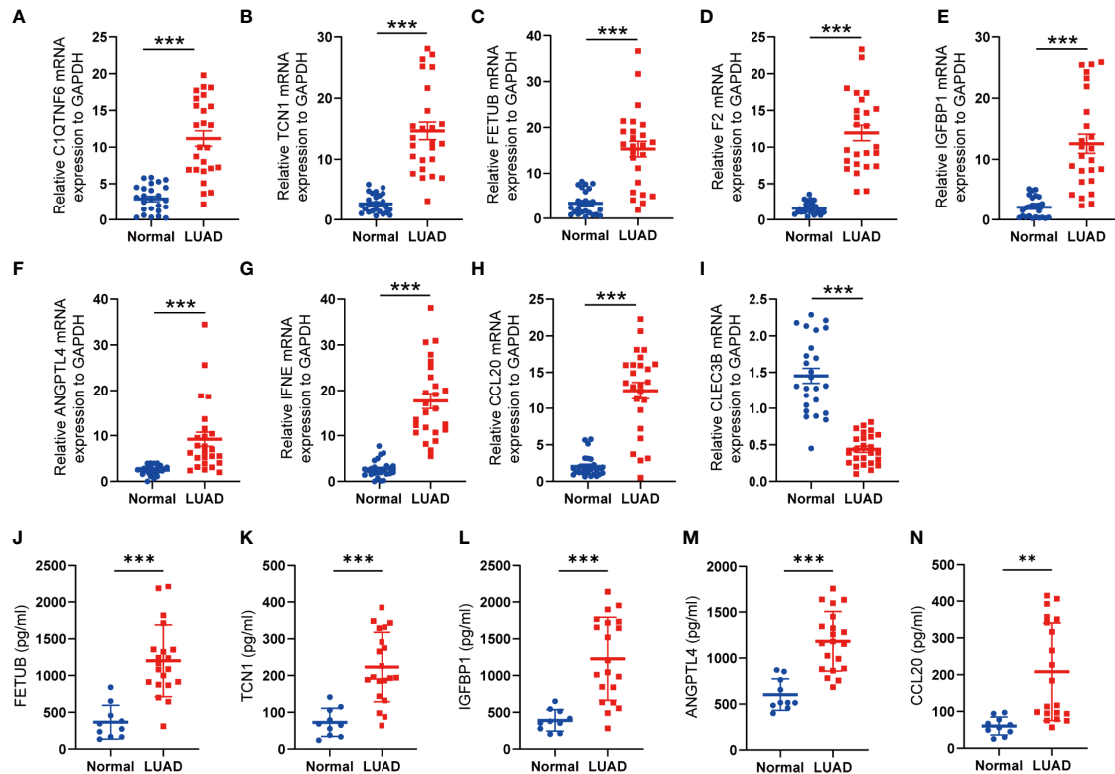 A
Relative C1QTNF6 mRNA
expression to GAPDH
25
20
15
10
5
0
***
Normal LUAD
B
Relative TCN1 mRNA
expression to GAPDH
30
20
10
0
***
Normal LUAD
C
Relative FETUB mRNA
expression to GAPDH
40
30
20
10
0
***
Normal LUAD
D
Relative F2 mRNA
expression to GAPDH
25
20
15
10
5
0
***
Normal LUAD
E
Relative IGFBP1 mRNA
expression to GAPDH
30
20
10
0
***
Normal LUAD
F
Relative ANGPTL4 mRNA
expression to GAPDH
40
30
20
10
0
***
Normal LUAD
G
Relative IFNE mRNA
expression to GAPDH
40
30
20
10
0
***
Normal LUAD
H
Relative CCL20 mRNA
expression to GAPDH
25
20
15
10
5
0
***
Normal LUAD
I
Relative CLEC3B mRNA
expression to GAPDH
2.5
2.0
1.5
1.0
0.5
0.0
***
Normal LUAD
J
FETUB (pg/ml)
2500
2000
1500
1000
500
0
***
Normal LUAD
K
TCN1 (pg/ml)
500
400
300
200
100
0
***
Normal LUAD
L
IGFBP1 (pg/ml)
2500
2000
1500
1000
500
0
***
Normal LUAD
M
ANGPTL4 (pg/ml)
2000
1500
1000
500
0
***
Normal LUAD
N
CCL20 (pg/ml)
500
400
300
200
100
0
**
Normal LUAD